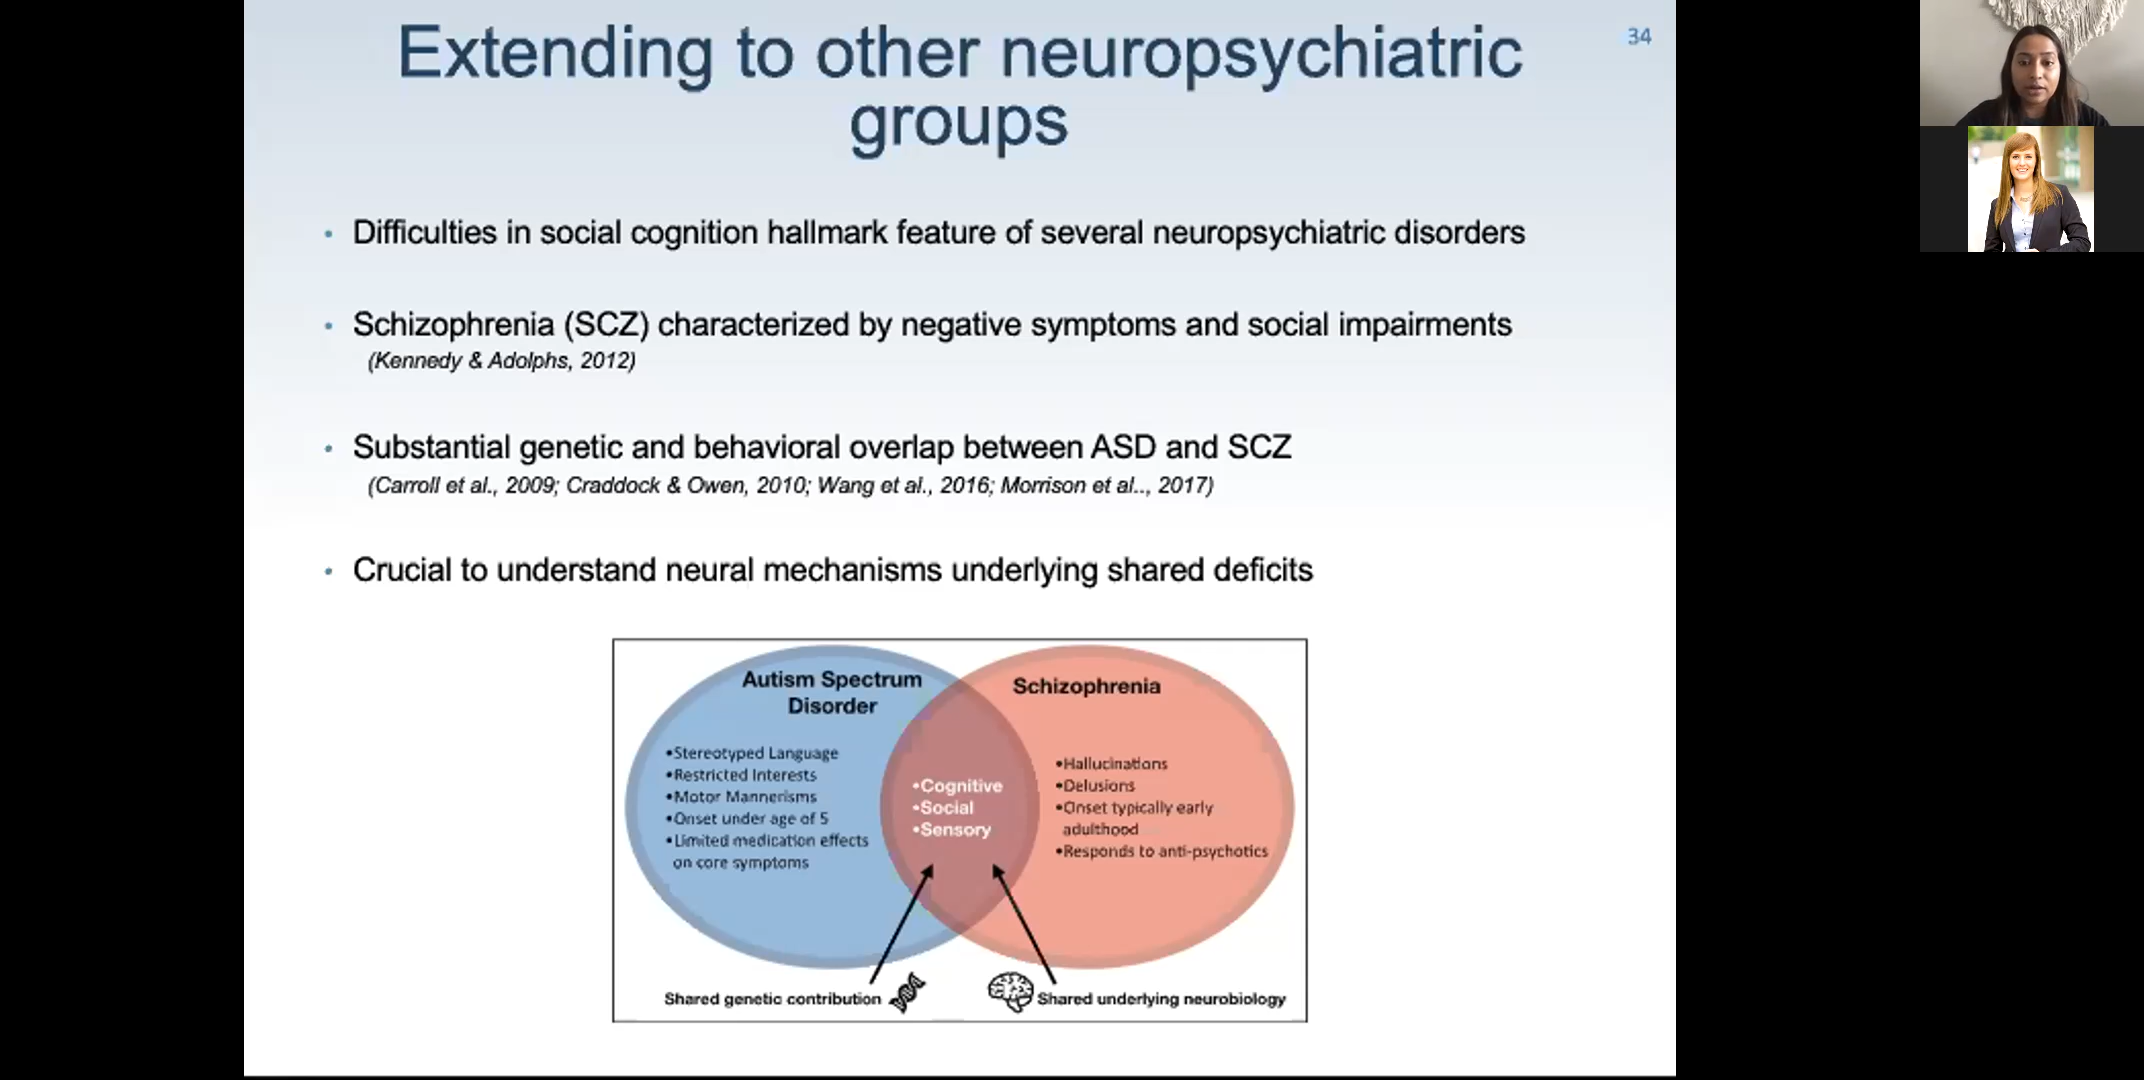 Extending to other neuropsychiatric
groups
34
• Difficulties in social cognition hallmark feature of several neuropsychiatric disorders
• Schizophrenia (SCZ) characterized by negative symptoms and social impairments
(Kennedy & Adolphs, 2012)
• Substantial genetic and behavioral overlap between ASD and SCZ
(Carroll et al., 2009; Craddock & Owen, 2010; Wang et al., 2016; Morrison et al.., 2017)
• Crucial to understand neural mechanisms underlying shared deficits
Autism Spectrum
Disorder
•Stereotyped Language
•Restricted Interests
•Motor Mannerisms
•Onset under age of 5
•Limited medication effects
on core symptoms
•Cognitive
•Social
•Sensory
Schizophrenia
•Hallucinations
•Delusions
•Onset typically early
adulthood
•Responds to anti-psychotics
Shared genetic contribution
Shared underlying neurobiology